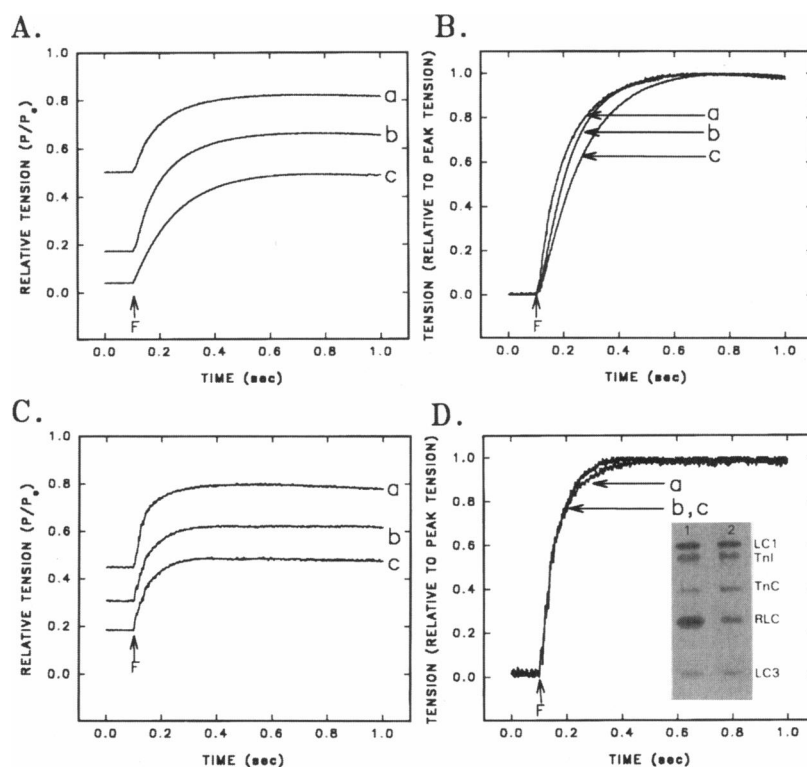 A.
RELATIVE TENSION (P/Po)
1.0
0.8
0.6
0.4
0.2
0.0
a
b
c
F
0.0 0.2 0.4 0.6 0.8 1.0
TIME (sec)
B.
TENSION (RELATIVE TO PEAK TENSION)
1.0
0.8
0.6
0.4
0.2
0.0
a
b
c
F
0.0 0.2 0.4 0.6 0.8 1.0
TIME (sec)
C.
RELATIVE TENSION (P/Po)
1.0
0.8
0.6
0.4
0.2
0.0
a
b
c
F
0.0 0.2 0.4 0.6 0.8 1.0
TIME (sec)
D.
TENSION (RELATIVE TO PEAK TENSION)
1.0
0.8
0.6
0.4
0.2
0.0
a
b,c
1 2
LC1
TnI
TnC
RLC
LC3
F
0.0 0.2 0.4 0.6 0.8 1.0
TIME (sec)